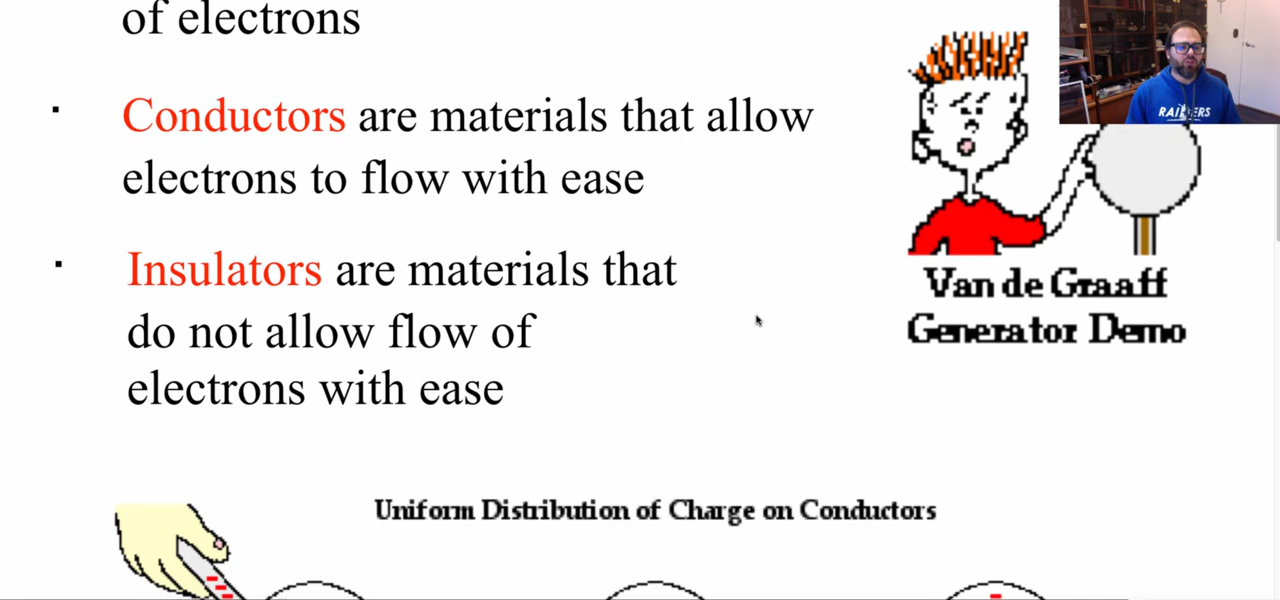 of electrons
Conductors are materials that allow
electrons to flow with ease
Insulators are materials that
do not allow flow of
electrons with ease
RAIDERS
Van de Graaff
Generator Demo
Uniform Distribution of Charge on Conductors